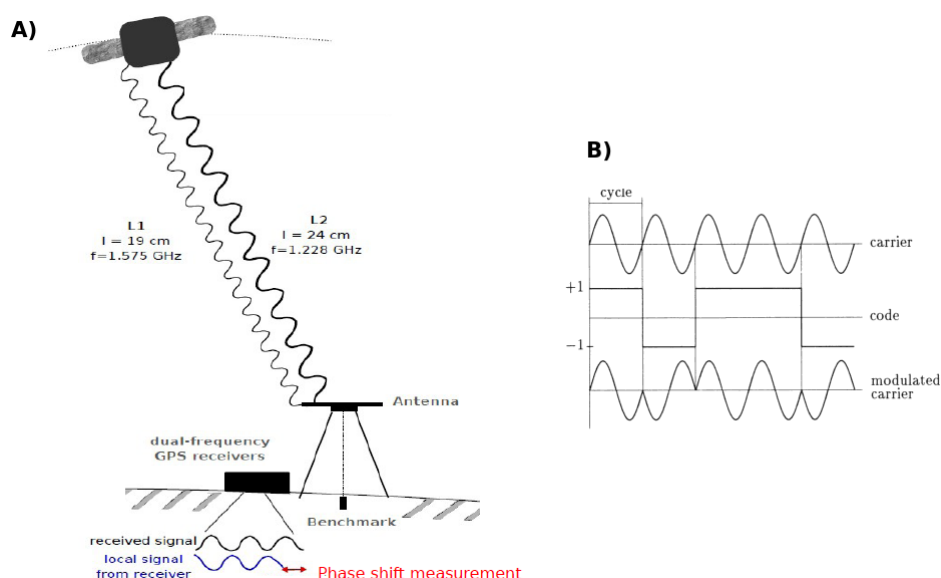 A)
L1
l = 19 cm
f=1.575 GHz
L2
l = 24 cm
f=1.228 GHz
Antenna
dual-frequency
GPS receivers
Benchmark
received signal
local signal
from receiver
Phase shift measurement
B)
cycle
carrier
+1
code
−1
modulated
carrier